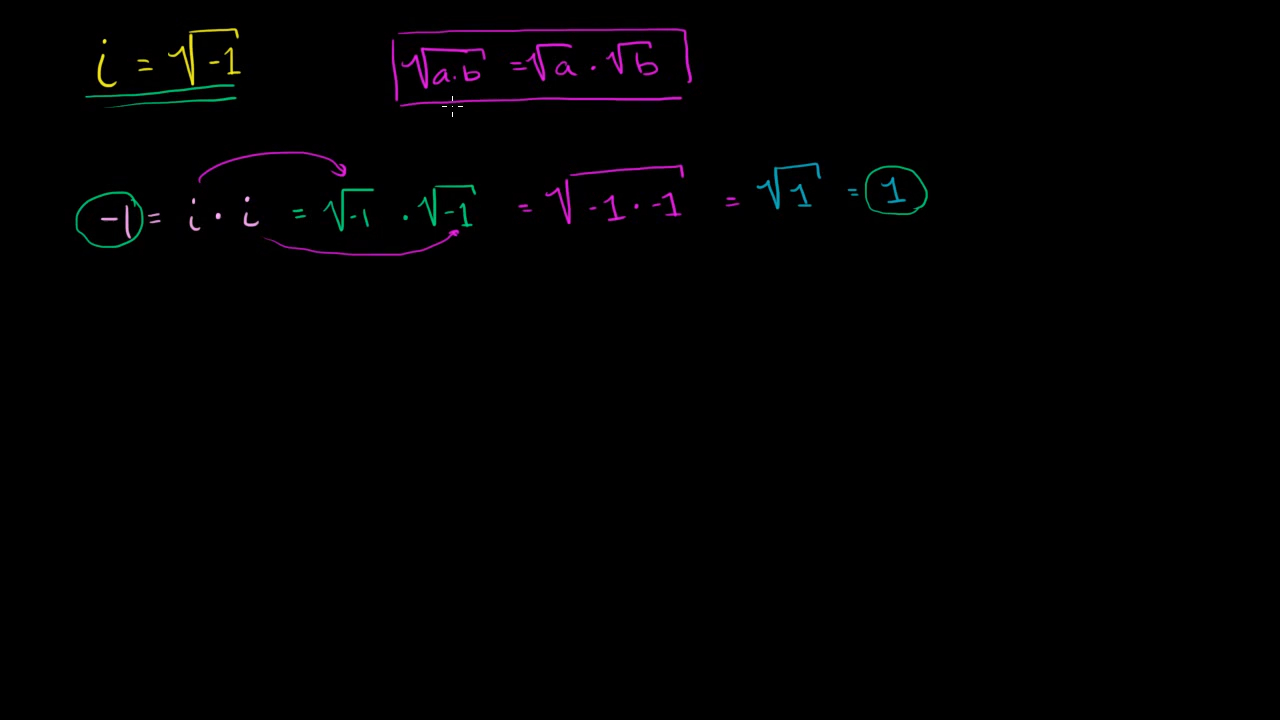 i = √-1
√a·b = √a · √b
-1 = i · i = √-1 · √-1 = √-1 · -1 = √1 = 1